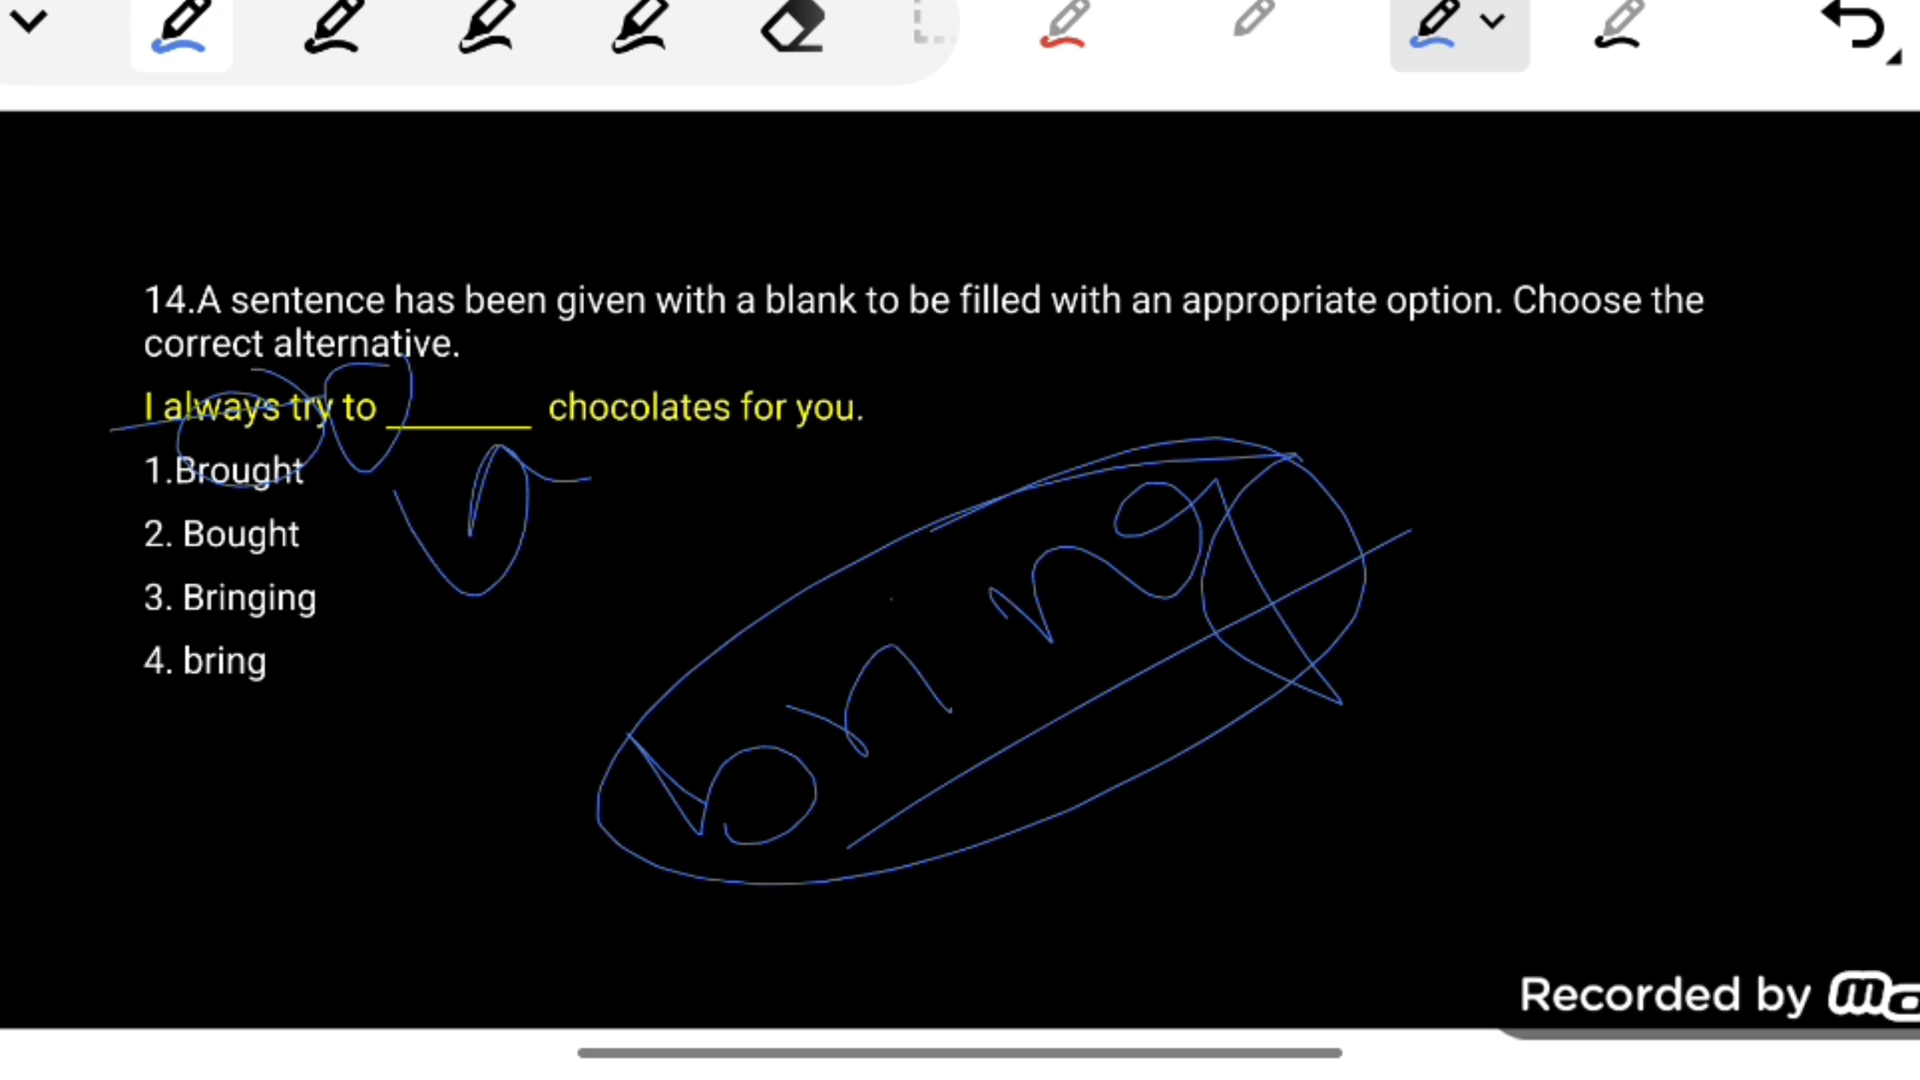 14.A sentence has been given with a blank to be filled with an appropriate option. Choose the
correct alternative.
I always try to ________ chocolates for you.
1.Brought
2. Bought
3. Bringing
4. bring
Recorded by